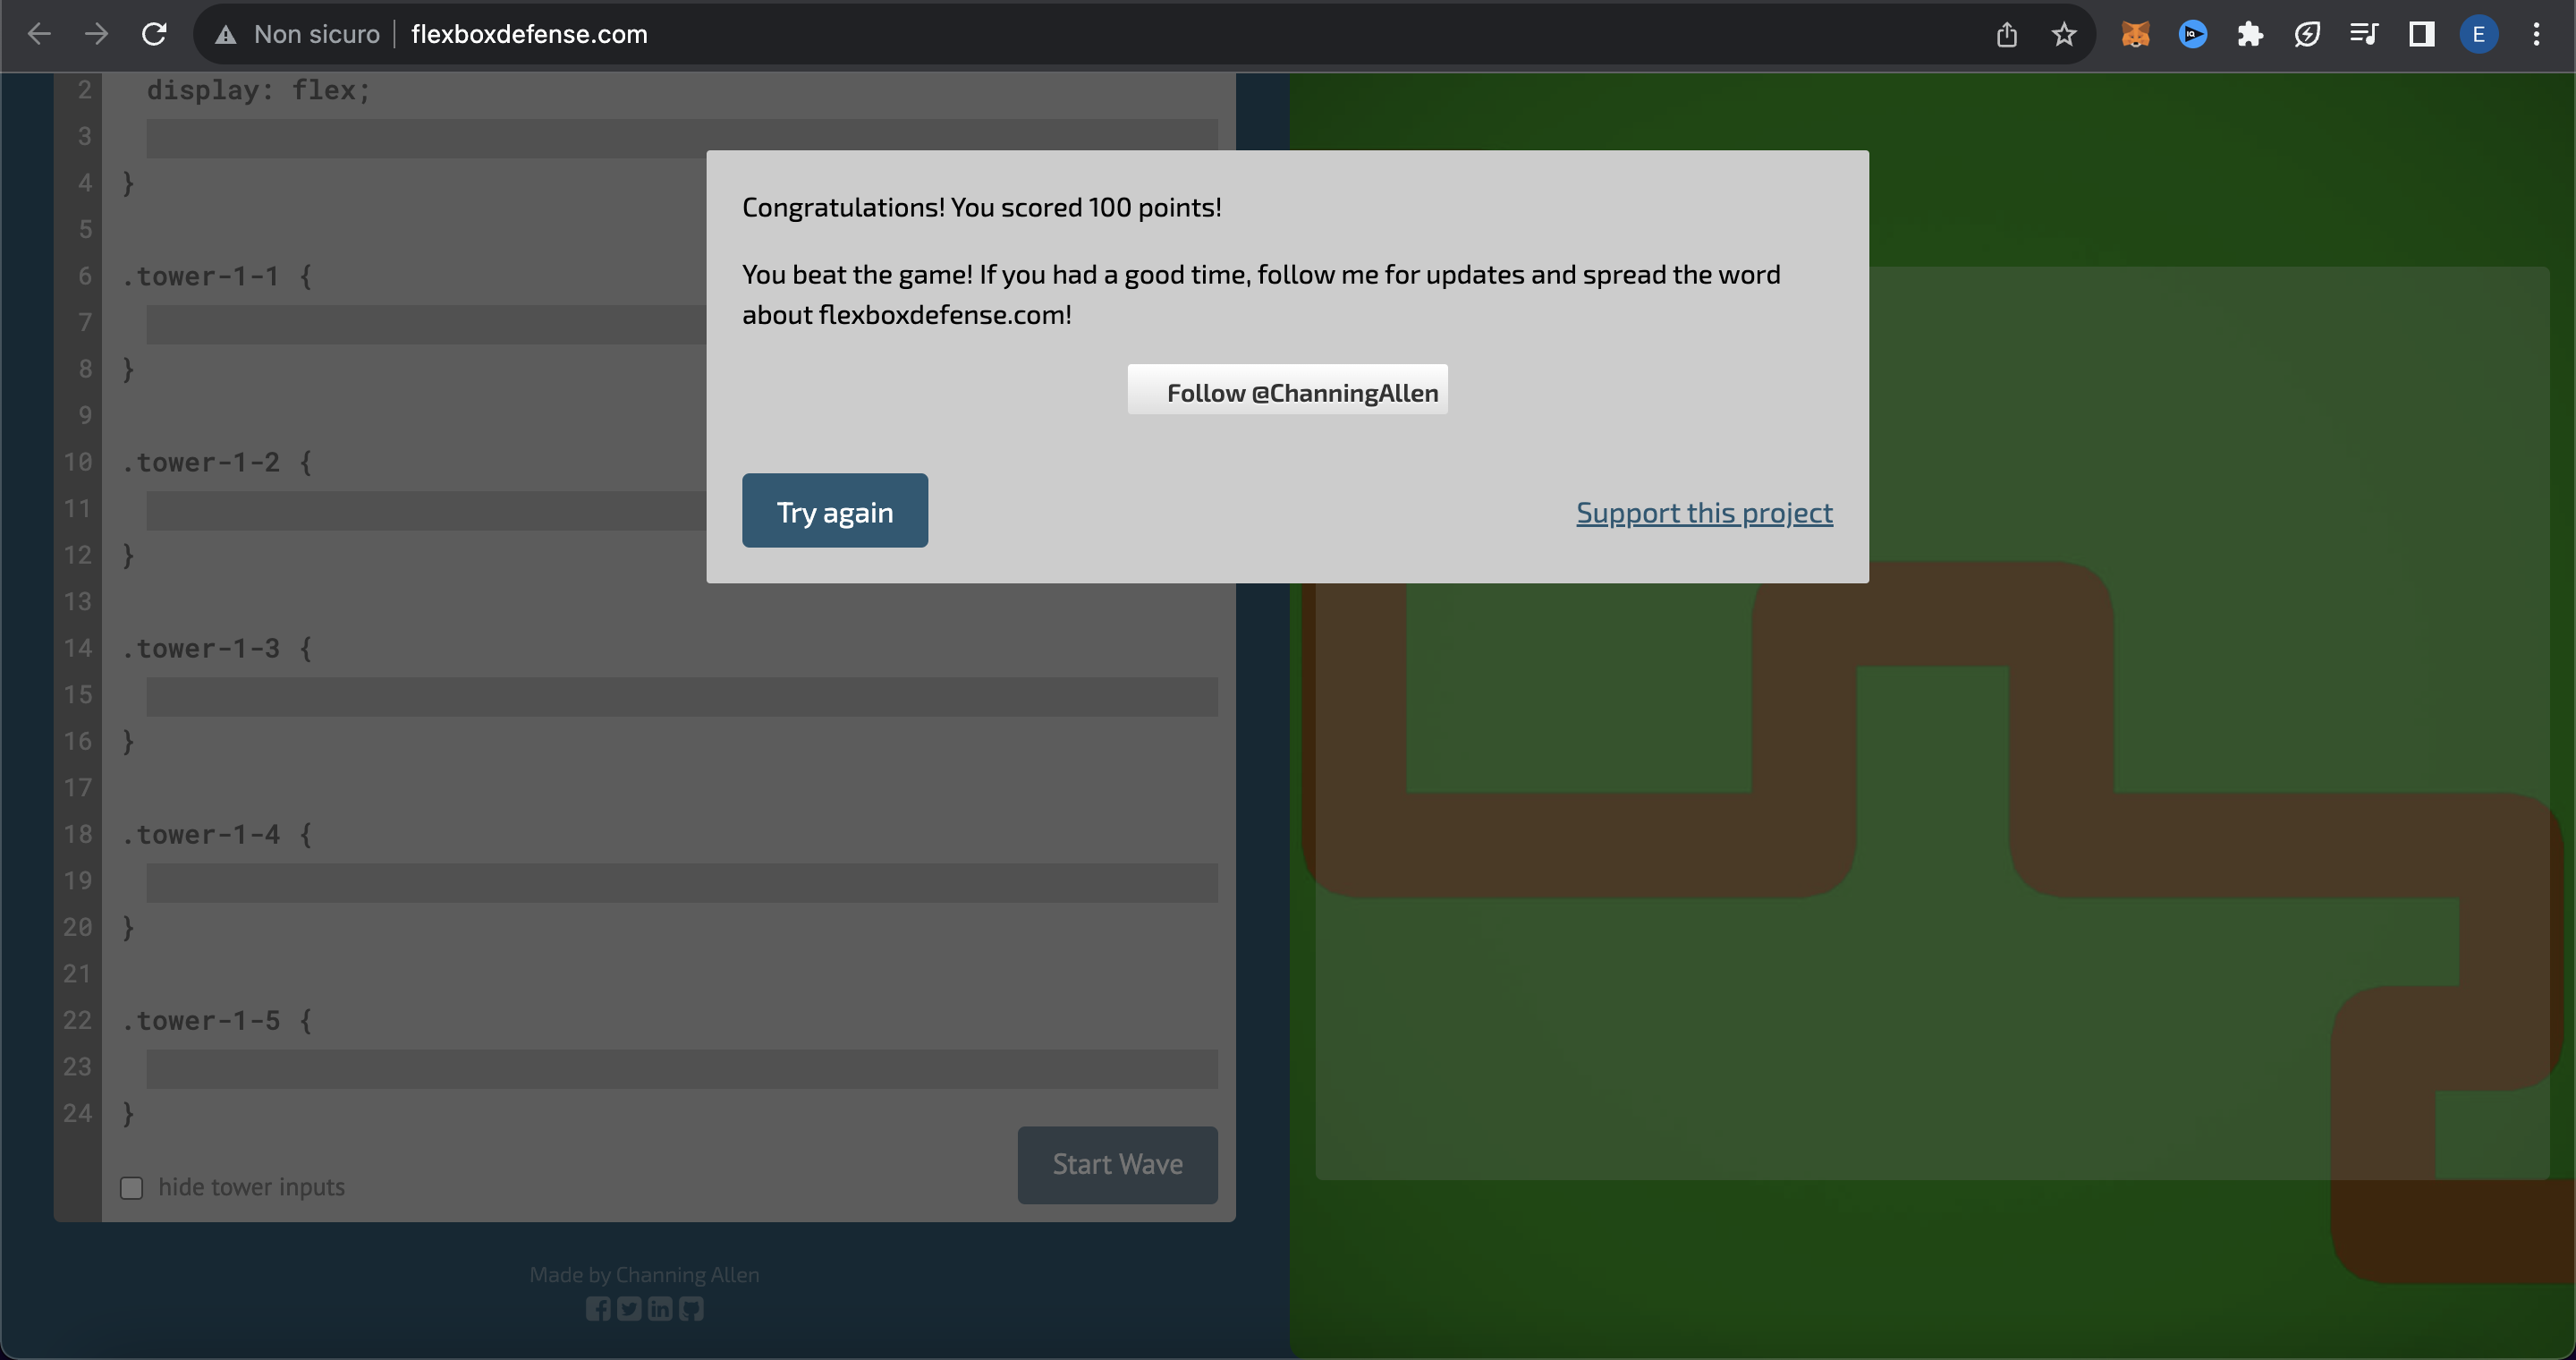 Non sicuro flexboxdefense.com
E
2 display: flex;
3
4 }
5
6 .tower-1-1 {
7
8 }
9
10 .tower-1-2 {
11
12 }
13
14 .tower-1-3 {
15
16 }
17
18 .tower-1-4 {
19
20 }
21
22 .tower-1-5 {
23
24 }
hide tower inputs
Start Wave
Made by Channing Allen
Congratulations! You scored 100 points!
You beat the game! If you had a good time, follow me for updates and spread the word
about flexboxdefense.com!
Follow @ChanningAllen
Try again
Support this project